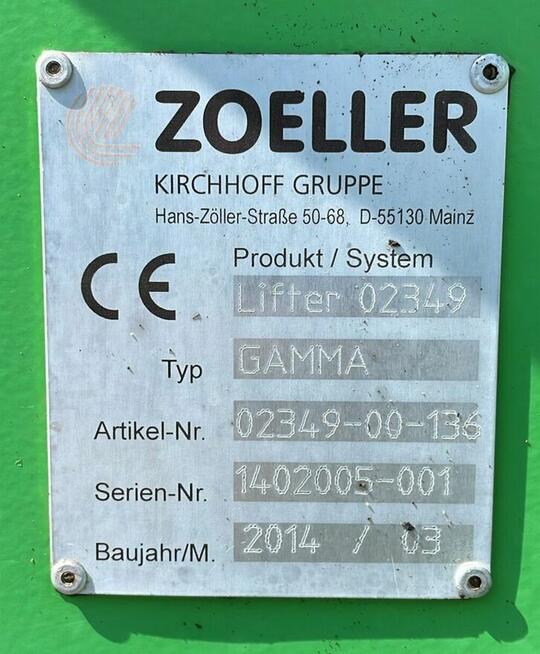 ZOELLER
KIRCHHOFF GRUPPE
Hans-Zöller-Straße 50-68, D-55130 Mainz
CE
Produkt / System
Lifter 02349
Typ GAMMA
Artikel-Nr. 02349-00-136
Serien-Nr. 1402005-001
Baujahr/M. 2014 / 03